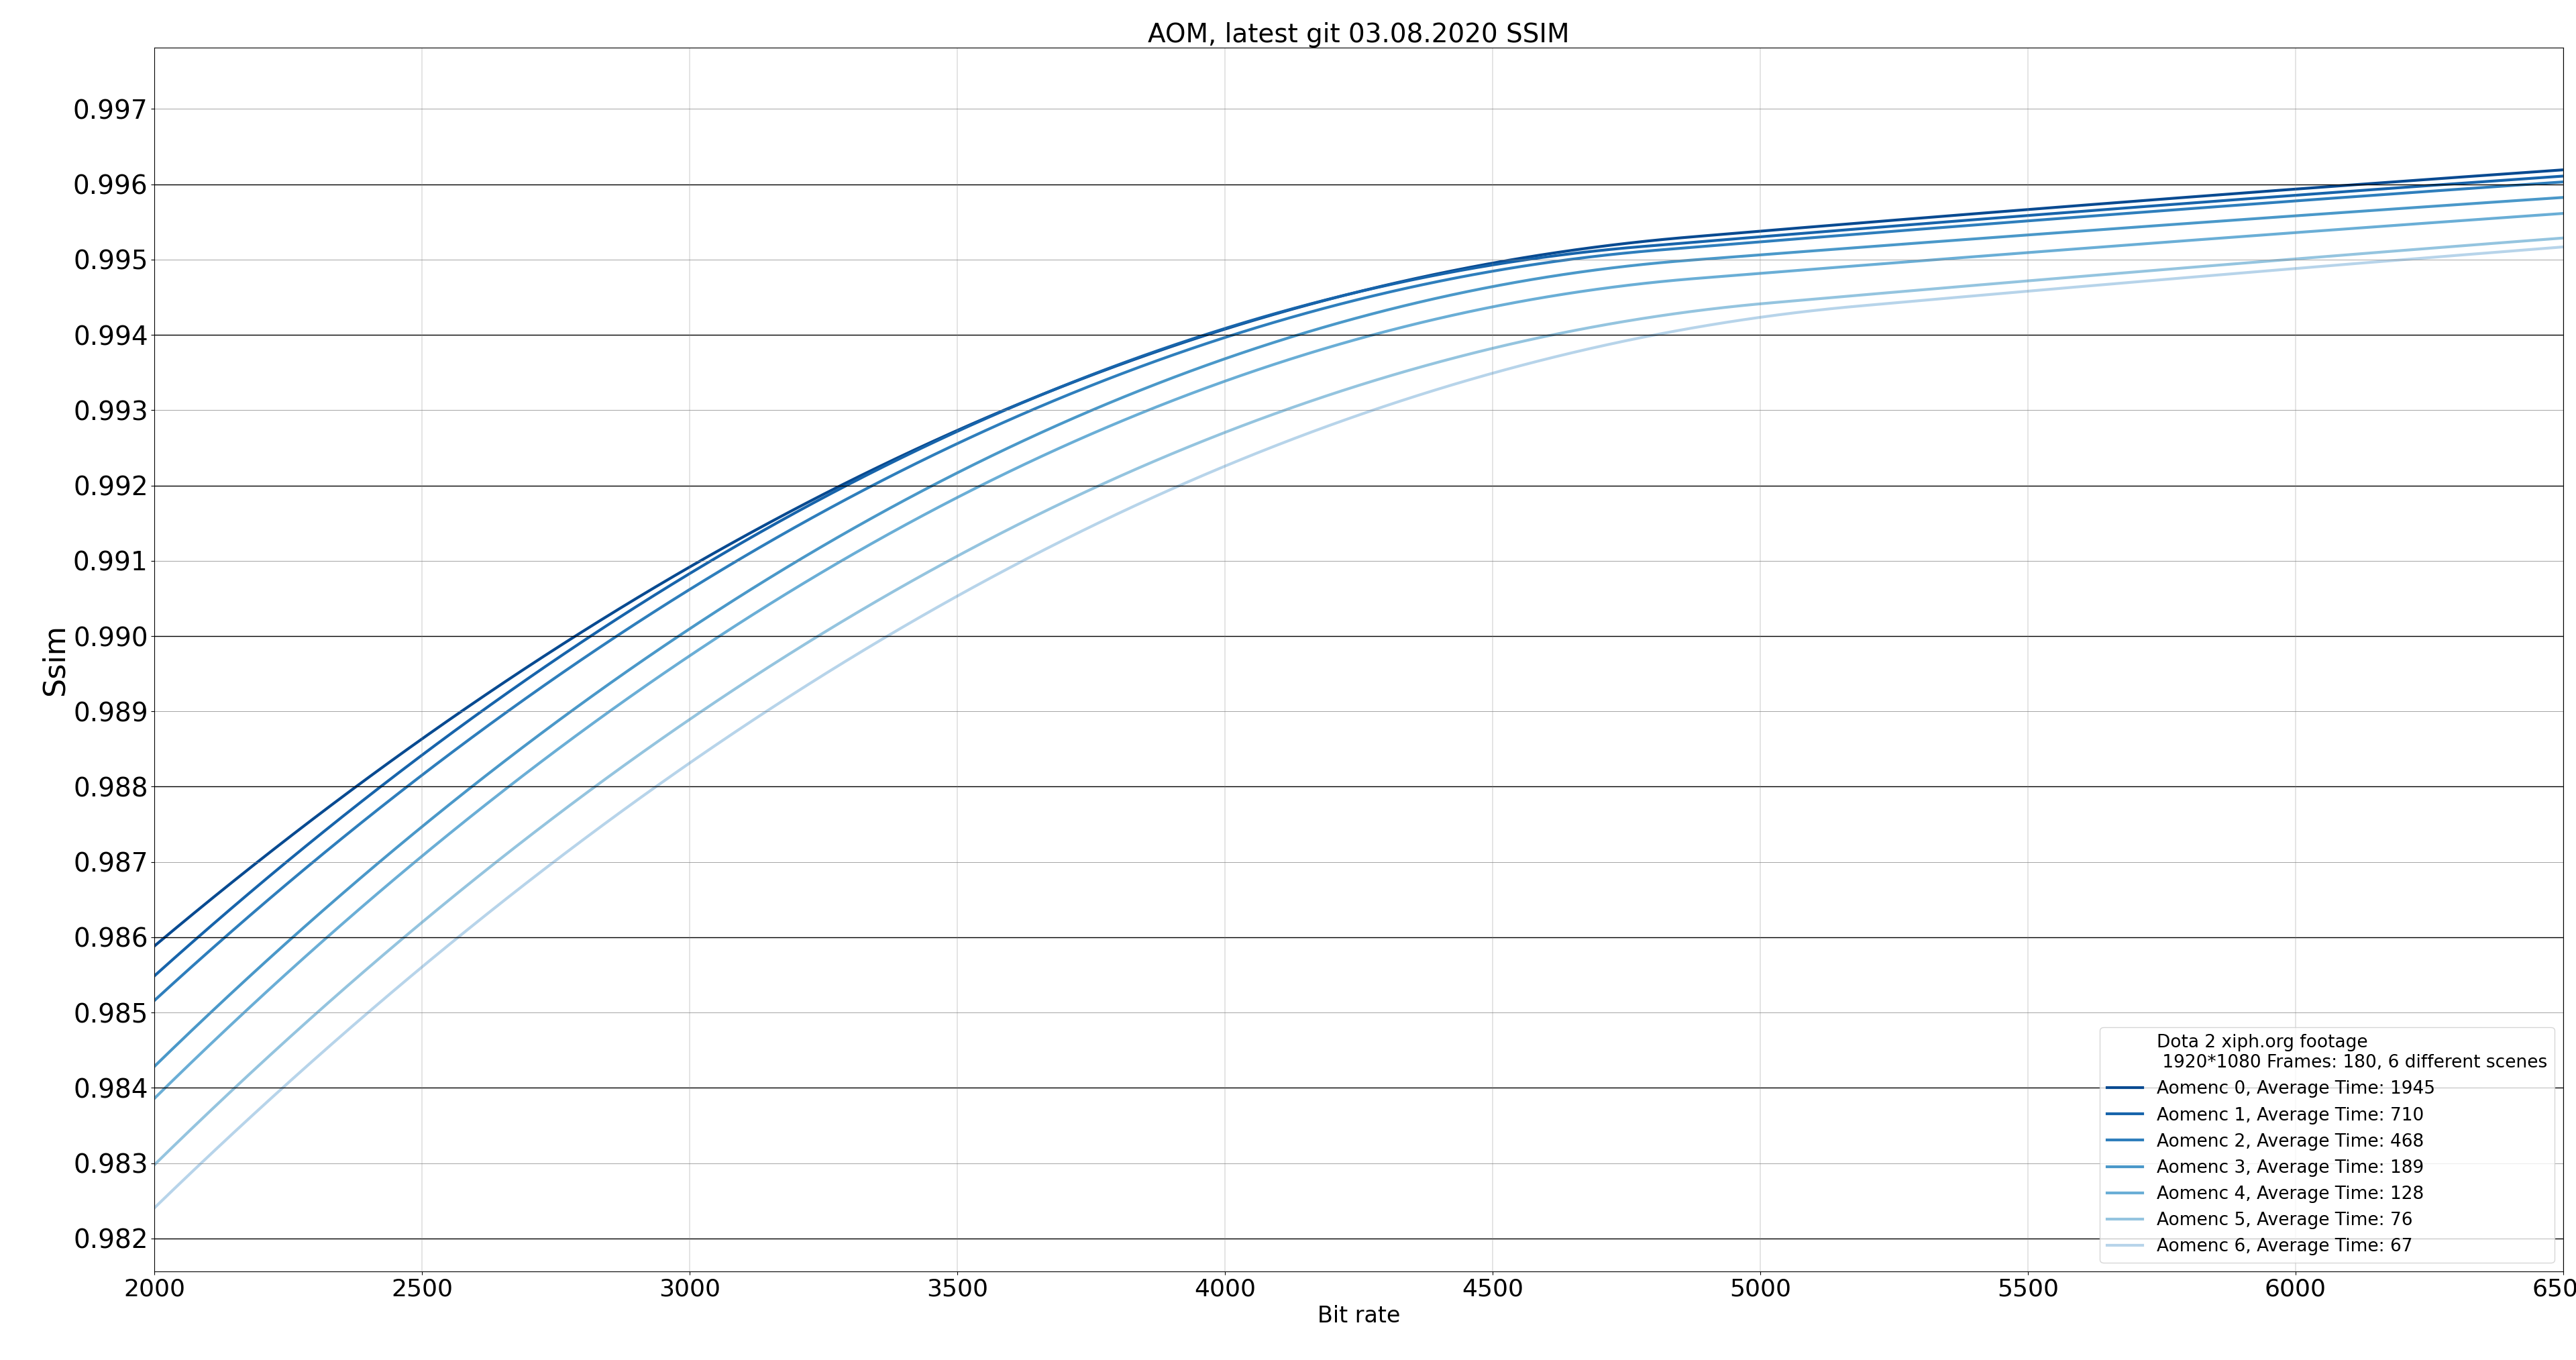 AOM, latest git 03.08.2020 SSIM
0.997
0.996
0.995
0.994
0.993
0.992
0.991
0.990
0.989
0.988
0.987
0.986
0.985
0.984
0.983
0.982
Ssim
Dota 2 xiph.org footage
1920*1080 Frames: 180, 6 different scenes
Aomenc 0, Average Time: 1945
Aomenc 1, Average Time: 710
Aomenc 2, Average Time: 468
Aomenc 3, Average Time: 189
Aomenc 4, Average Time: 128
Aomenc 5, Average Time: 76
Aomenc 6, Average Time: 67
2000 2500 3000 3500 4000 4500 5000 5500 6000 650
Bit rate